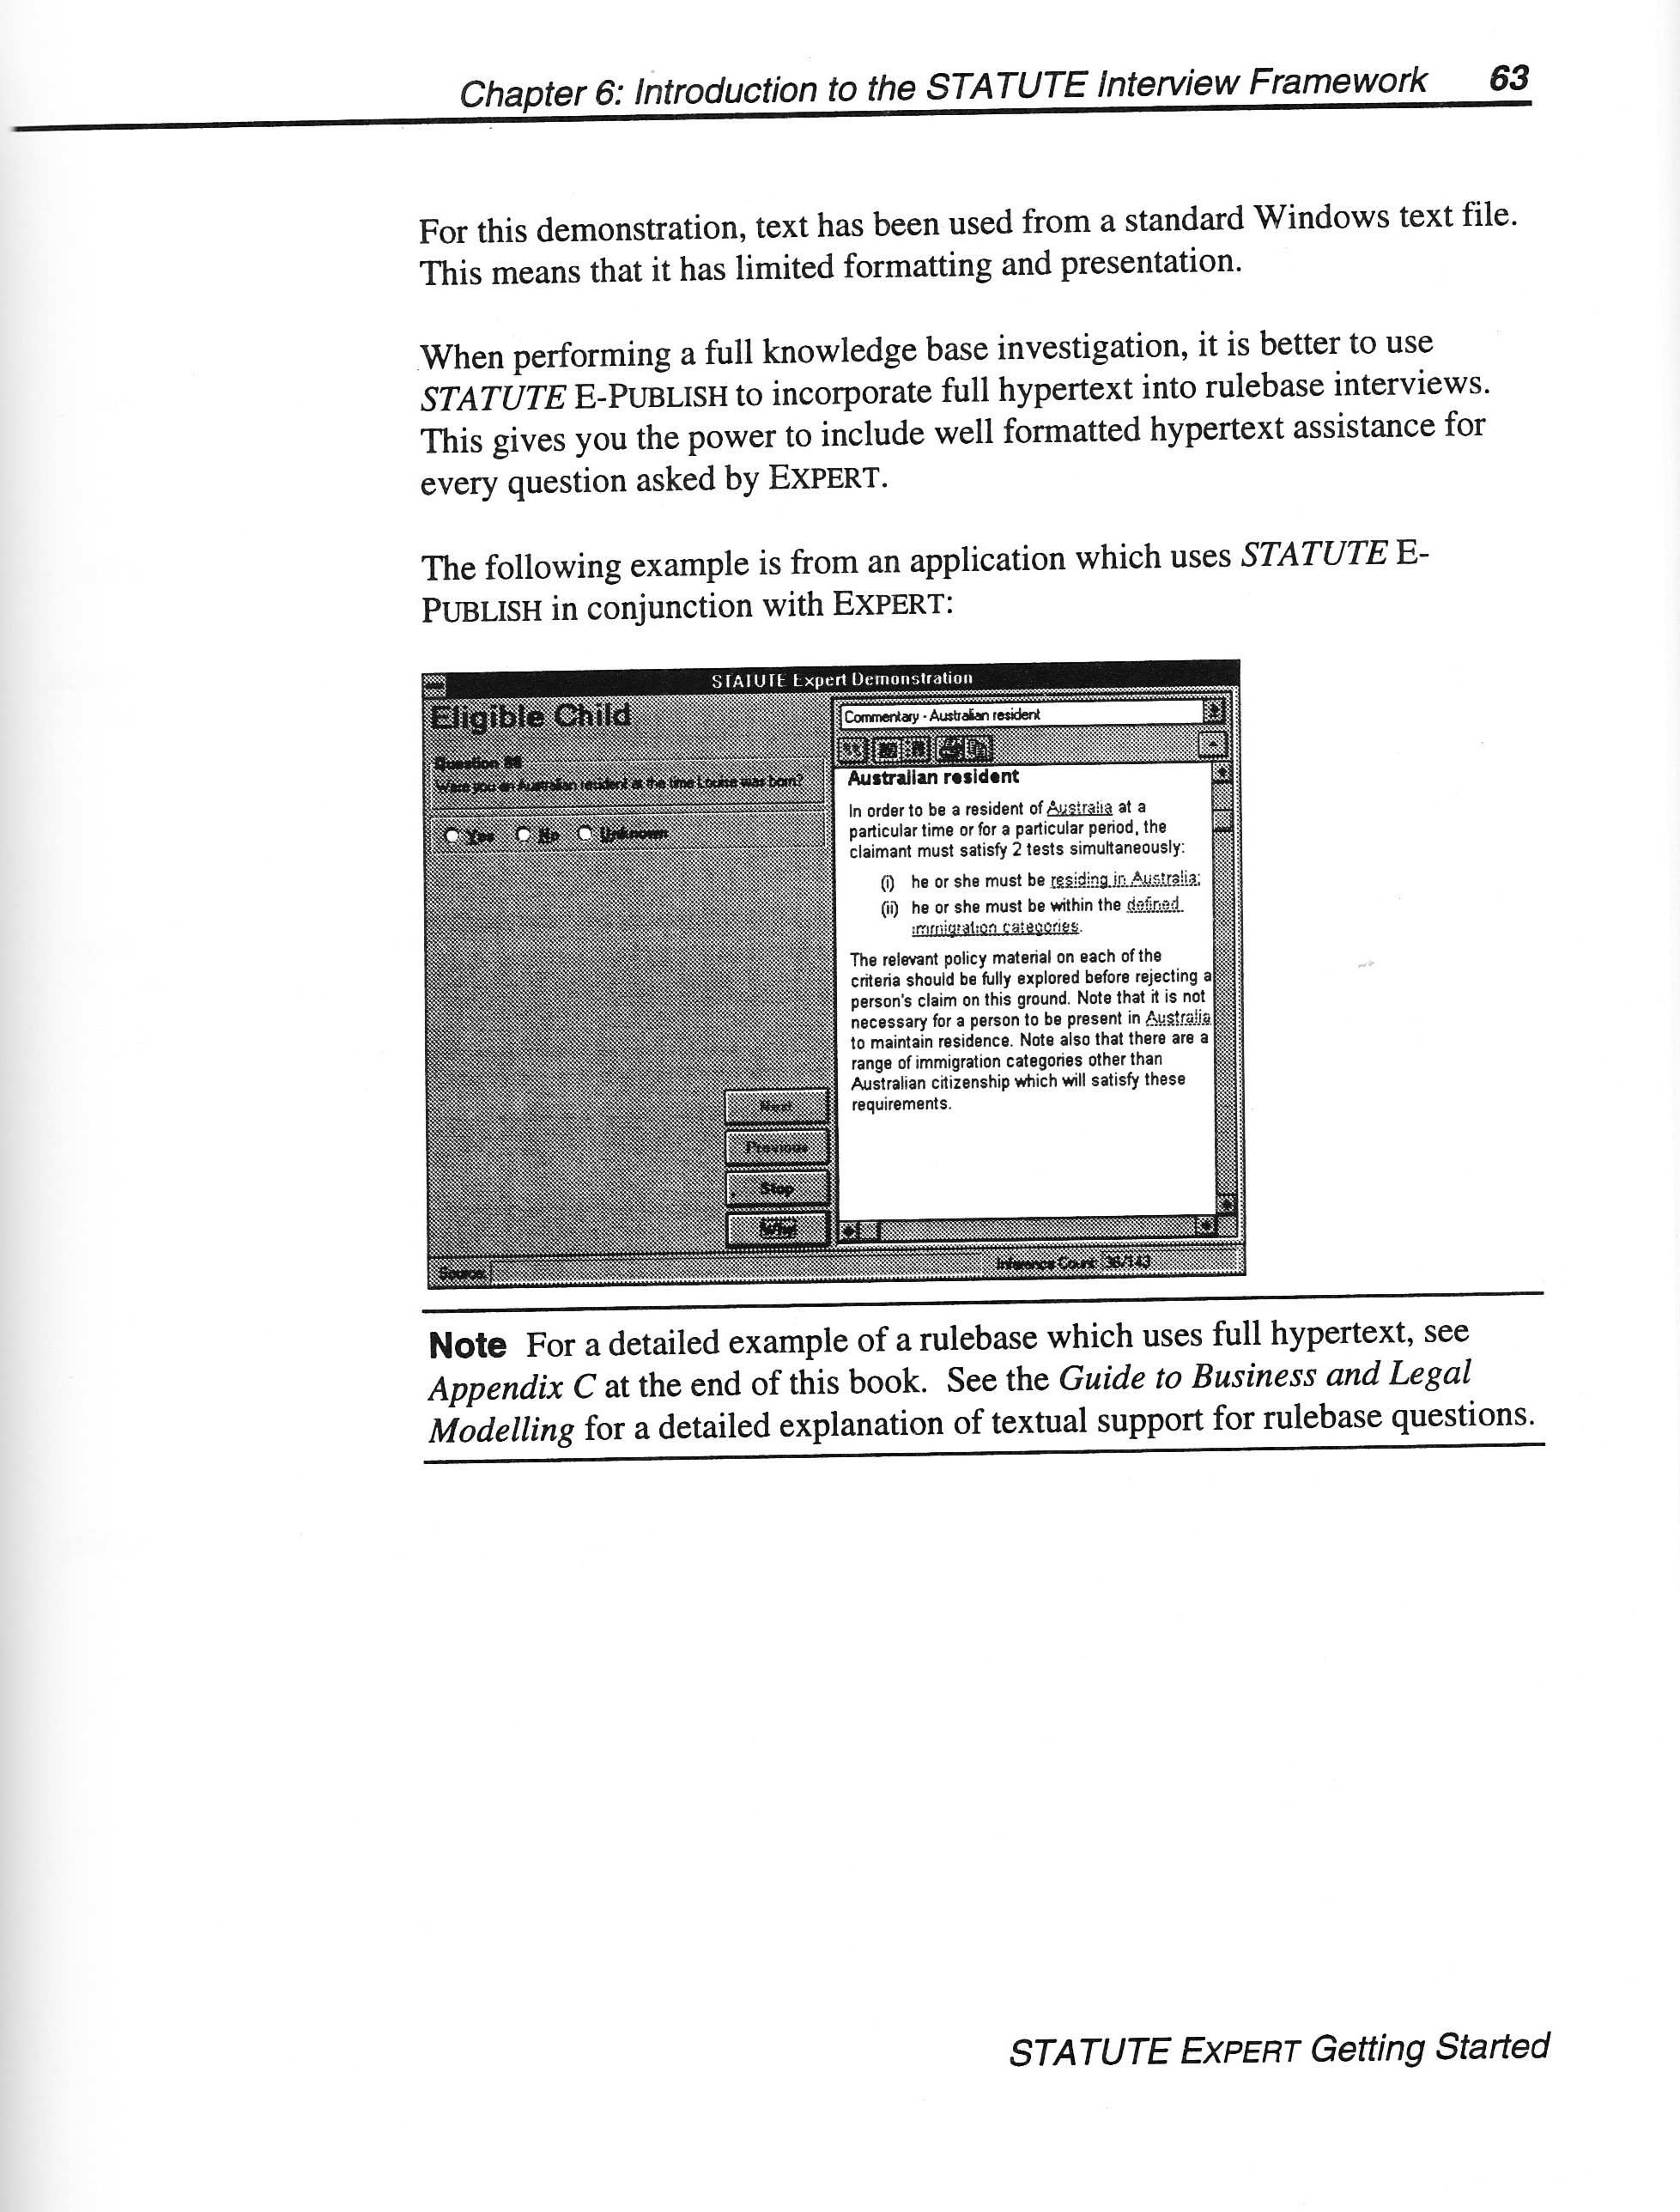 Chapter 6: Introduction to the STATUTE Interview Framework 63
For this demonstration, text has been used from a standard Windows text file.
This means that it has limited formatting and presentation.
When performing a full knowledge base investigation, it is better to use
STATUTE E-PUBLISH to incorporate full hypertext into rulebase interviews.
This gives you the power to include well formatted hypertext assistance for
every question asked by EXPERT.
The following example is from an application which uses STATUTE E-
PUBLISH in conjunction with EXPERT:
STATUTE Expert Demonstration
Eligible Child
Question
Were you an Australian resident at the time Louise was born?
Yes No Unknown
Next
Previous
Stop
Commentary - Australian resident
Australian resident
In order to be a resident of Australia at a
particular time or for a particular period, the
claimant must satisfy 2 tests simultaneously:
(i) he or she must be residing in Australia;
(ii) he or she must be within the defined
immigration categories.
The relevant policy material on each of the
criteria should be fully explored before rejecting a
person's claim on this ground. Note that it is not
necessary for a person to be present in Australia
to maintain residence. Note also that there are a
range of immigration categories other than
Australian citizenship which will satisfy these
requirements.
Source: Inference Count: 36/143
Note For a detailed example of a rulebase which uses full hypertext, see
Appendix C at the end of this book. See the Guide to Business and Legal
Modelling for a detailed explanation of textual support for rulebase questions.
STATUTE EXPERT Getting Started